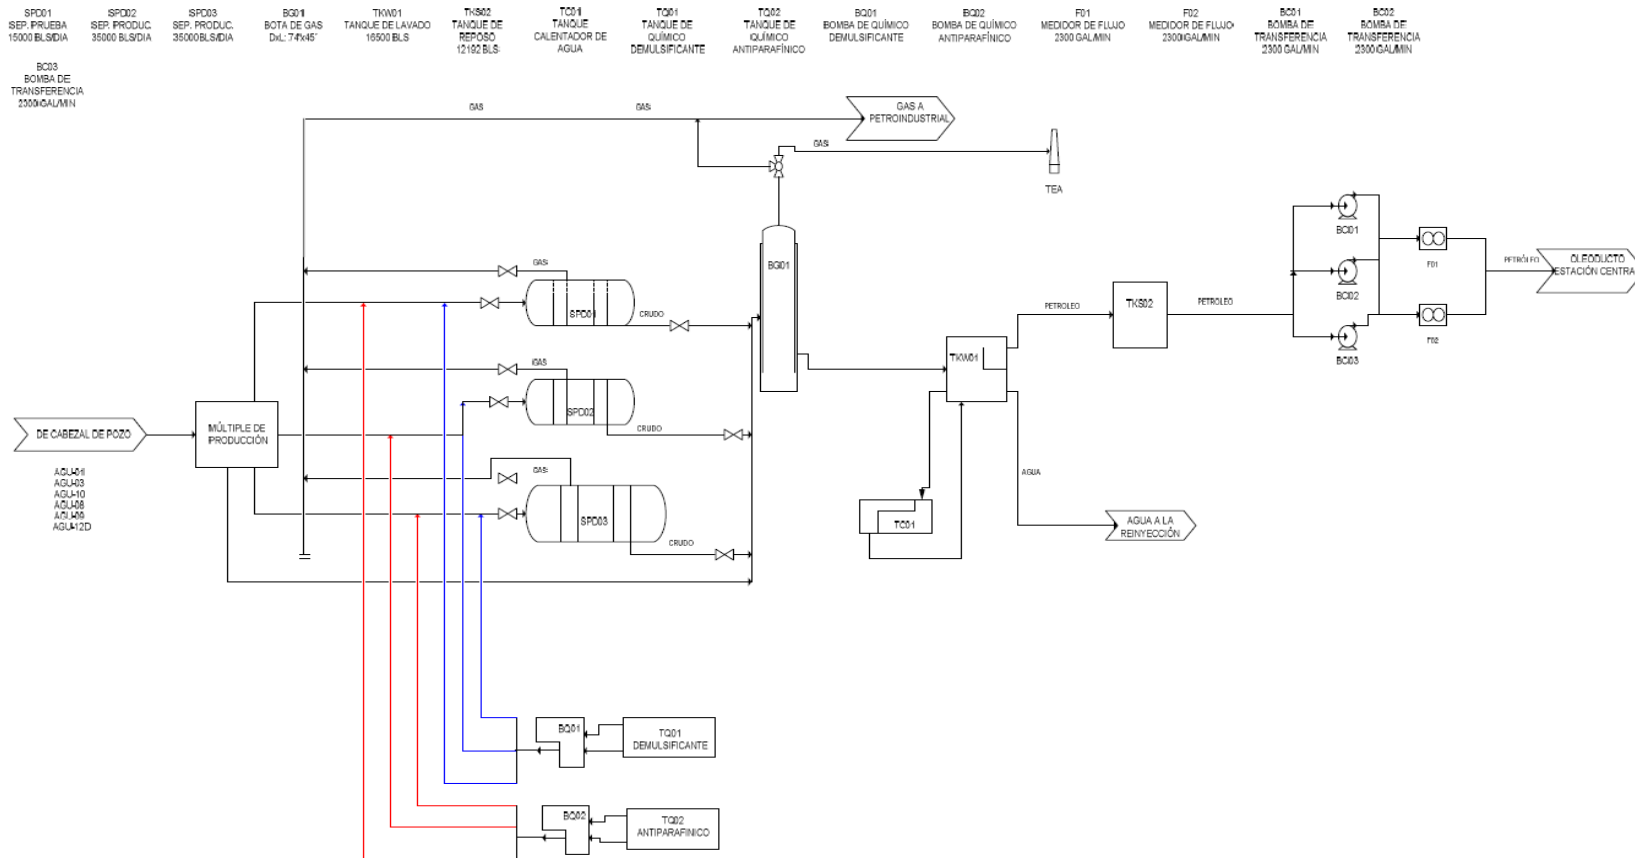 SPD01
SEP. PRUEBA
15000 BLS/DIA
SPD02
SEP. PRODUC.
35000 BLS/DIA
SPD03
SEP. PRODUC.
35000 BLS/DIA
BG01
BOTA DE GAS
DxL: 74"x45'
TKW01
TANQUE DE LAVADO
16500 BLS
TKS02
TANQUE DE
REPOSO
12192 BLS
TC01
TANQUE
CALENTADOR DE
AGUA
TQ01
TANQUE DE
QUÍMICO
DEMULSIFICANTE
TQ02
TANQUE DE
QUÍMICO
ANTIPARAFÍNICO
BQ01
BOMBA DE QUÍMICO
DEMULSIFICANTE
BQ02
BOMBA DE QUÍMICO
ANTIPARAFÍNICO
F01
MEDIDOR DE FLUJO
2300 GAL/MIN
F02
MEDIDOR DE FLUJO
2300 GAL/MIN
BC01
BOMBA DE
TRANSFERENCIA
2300 GAL/MIN
BC02
BOMBA DE
TRANSFERENCIA
2300 GAL/MIN
BC03
BOMBA DE
TRANSFERENCIA
2300 GAL/MIN
GAS
GAS
GAS A
PETROINDUSTRIAL
GAS
TEA
BG01
GAS
SPD01
CRUDO
GAS
SPD02
CRUDO
GAS
SPD03
CRUDO
DE CABEZAL DE POZO
MÚLTIPLE DE
PRODUCCIÓN
AGU-01
AGU-03
AGU-10
AGU-08
AGU-09
AGU-12D
TKW01
PETROLEO
TKS02
PETROLEO
BC01
BC02
BC03
F01
F02
PETRÓLEO
OLEODUCTO
ESTACIÓN CENTRA
TC01
AGUA
AGUA A LA
REINYECCIÓN
BQ01
TQ01
DEMULSIFICANTE
BQ02
TQ02
ANTIPARAFINICO